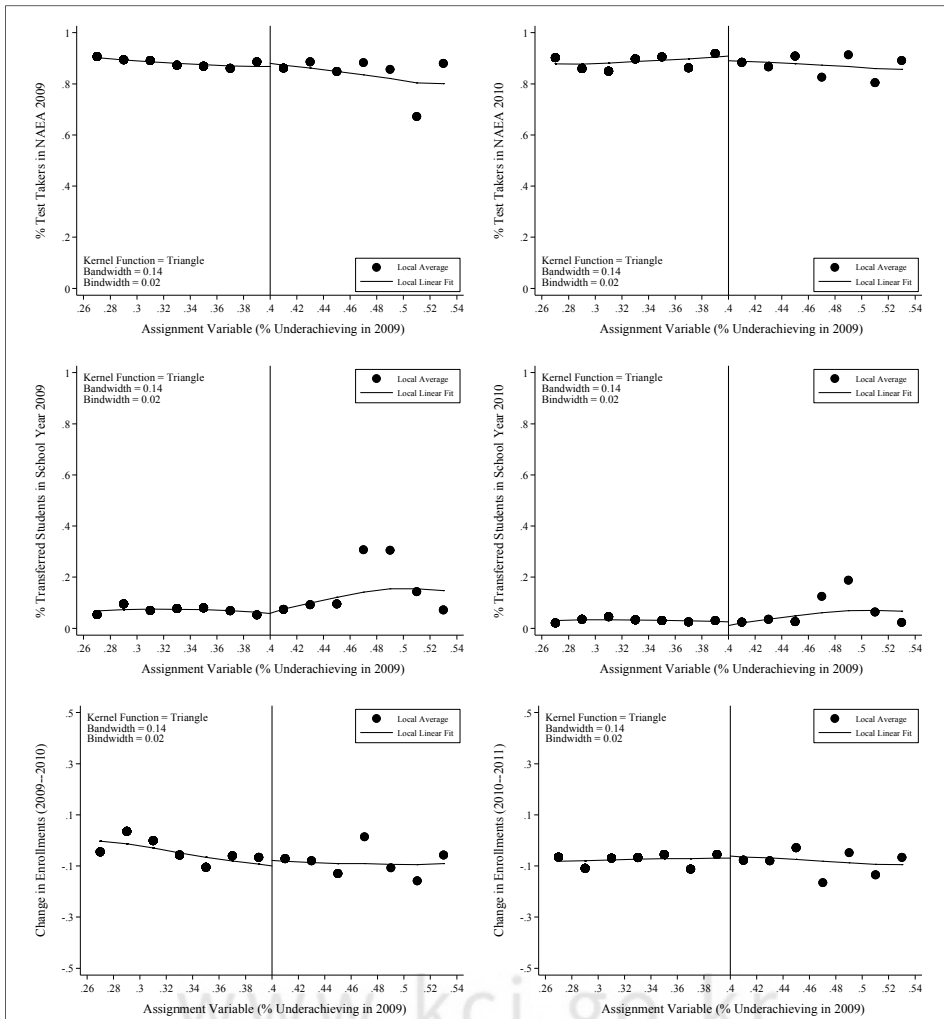 % Test Takers in NAEA 2009
1
.8
.6
.4
.2
0
Kernel Function = Triangle
Bandwidth = 0.14
Bindwidth = 0.02
Local Average
Local Linear Fit
.26 .28 .3 .32 .34 .36 .38 .4 .42 .44 .46 .48 .5 .52 .54
Assignment Variable (% Underachieving in 2009)
% Test Takers in NAEA 2010
1
.8
.6
.4
.2
0
Kernel Function = Triangle
Bandwidth = 0.14
Bindwidth = 0.02
Local Average
Local Linear Fit
.26 .28 .3 .32 .34 .36 .38 .4 .42 .44 .46 .48 .5 .52 .54
Assignment Variable (% Underachieving in 2009)
% Transferred Students in School Year 2009
1
.8
.6
.4
.2
0
Kernel Function = Triangle
Bandwidth = 0.14
Bindwidth = 0.02
Local Average
Local Linear Fit
.26 .28 .3 .32 .34 .36 .38 .4 .42 .44 .46 .48 .5 .52 .54
Assignment Variable (% Underachieving in 2009)
% Transferred Students in School Year 2010
1
.8
.6
.4
.2
0
Kernel Function = Triangle
Bandwidth = 0.14
Bindwidth = 0.02
Local Average
Local Linear Fit
.26 .28 .3 .32 .34 .36 .38 .4 .42 .44 .46 .48 .5 .52 .54
Assignment Variable (% Underachieving in 2009)
Change in Enrollments (2009--2010)
.5
.3
.1
-.1
-.3
-.5
Kernel Function = Triangle
Bandwidth = 0.14
Bindwidth = 0.02
Local Average
Local Linear Fit
.26 .28 .3 .32 .34 .36 .38 .4 .42 .44 .46 .48 .5 .52 .54
Assignment Variable (% Underachieving in 2009)
Change in Enrollments (2010--2011)
.5
.3
.1
-.1
-.3
-.5
Kernel Function = Triangle
Bandwidth = 0.14
Bindwidth = 0.02
Local Average
Local Linear Fit
.26 .28 .3 .32 .34 .36 .38 .4 .42 .44 .46 .48 .5 .52 .54
Assignment Variable (% Underachieving in 2009)
www.kci.go.kr